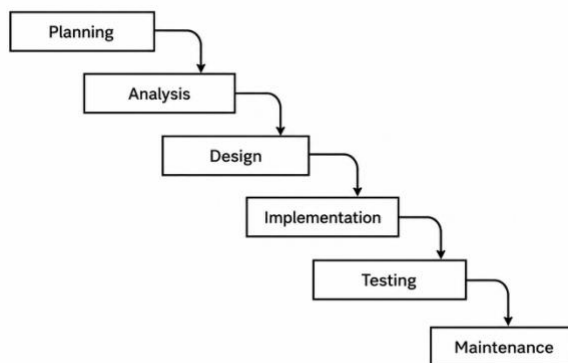 Planning
Analysis
Design
Implementation
Testing
Maintenance